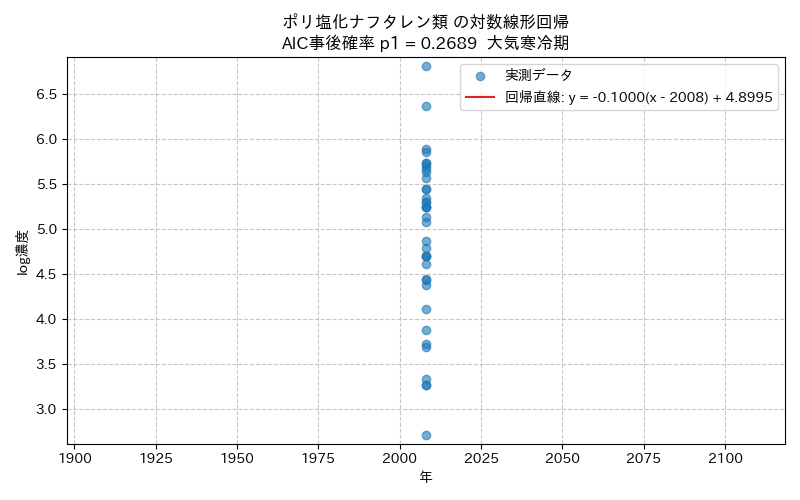 ポリ塩化ナフタレン類 の対数線形回帰
AIC事後確率 p1 = 0.2689 大気寒冷期
実測データ
回帰直線: y = -0.1000(x - 2008) + 4.8995
log濃度
6.5
6.0
5.5
5.0
4.5
4.0
3.5
3.0
1900 1925 1950 1975 2000 2025 2050 2075 2100
年